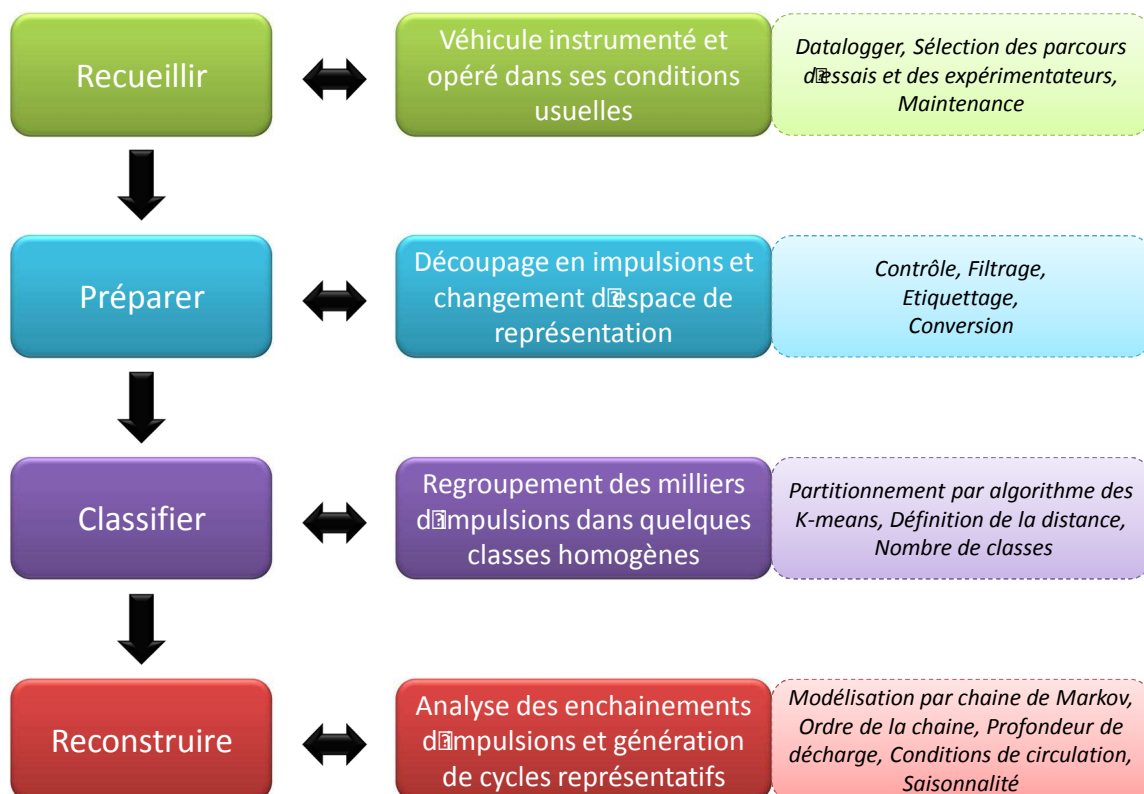 Recueillir
Véhicule instrumenté et
opéré dans ses conditions
usuelles
Datalogger, Sélection des parcours
d⍰essais et des expérimentateurs,
Maintenance
Préparer
Découpage en impulsions et
changement d⍰espace de
représentation
Contrôle, Filtrage,
Etiquettage,
Conversion
Classifier
Regroupement des milliers
d⍰impulsions dans quelques
classes homogènes
Partitionnement par algorithme des
K-means, Définition de la distance,
Nombre de classes
Reconstruire
Analyse des enchainements
d⍰impulsions et génération
de cycles représentatifs
Modélisation par chaine de Markov,
Ordre de la chaine, Profondeur de
décharge, Conditions de circulation,
Saisonnalité